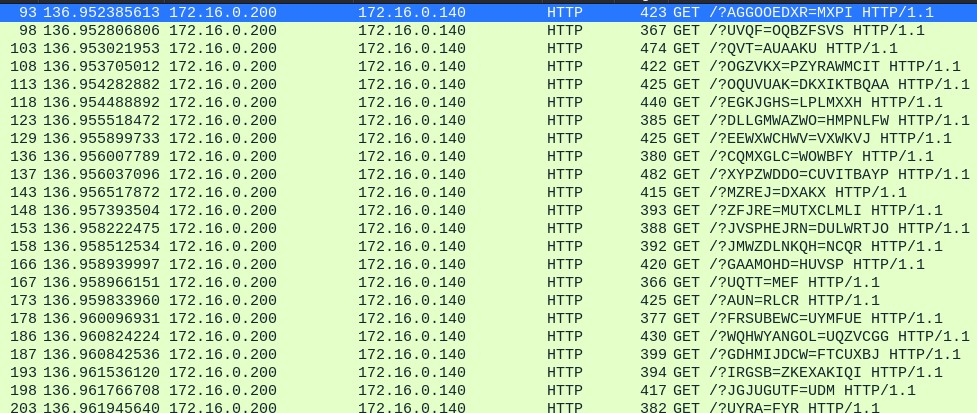 93 136.952385613 172.16.0.200 172.16.0.140 HTTP 423 GET /?AGGOOEDXR=MXPI HTTP/1.1
98 136.952806806 172.16.0.200 172.16.0.140 HTTP 367 GET /?UVQF=OQBZFSVS HTTP/1.1
103 136.953021953 172.16.0.200 172.16.0.140 HTTP 474 GET /?QVT=AUAAKU HTTP/1.1
108 136.953705012 172.16.0.200 172.16.0.140 HTTP 422 GET /?OGZVKX=PZYRAWMCIT HTTP/1.1
113 136.954282882 172.16.0.200 172.16.0.140 HTTP 425 GET /?OQUVUAK=DKXIKTBQAA HTTP/1.1
118 136.954488892 172.16.0.200 172.16.0.140 HTTP 440 GET /?EGKJGHS=LPLMXXH HTTP/1.1
123 136.955518472 172.16.0.200 172.16.0.140 HTTP 385 GET /?DLLGMWAZWO=HMPNLFW HTTP/1.1
129 136.955899733 172.16.0.200 172.16.0.140 HTTP 425 GET /?EEWXWCHWV=VXWKVJ HTTP/1.1
136 136.956007789 172.16.0.200 172.16.0.140 HTTP 380 GET /?CQMXGLC=WOWBFY HTTP/1.1
137 136.956037096 172.16.0.200 172.16.0.140 HTTP 482 GET /?XYPZWDDO=CUVITBAYP HTTP/1.1
143 136.956517872 172.16.0.200 172.16.0.140 HTTP 415 GET /?MZREJ=DXAKX HTTP/1.1
148 136.957393504 172.16.0.200 172.16.0.140 HTTP 393 GET /?ZFJRE=MUTXCLMLI HTTP/1.1
153 136.958222475 172.16.0.200 172.16.0.140 HTTP 388 GET /?JVSPHEJRN=DULWRTJO HTTP/1.1
158 136.958512534 172.16.0.200 172.16.0.140 HTTP 392 GET /?JMWZDLNKQH=NCQR HTTP/1.1
166 136.958939997 172.16.0.200 172.16.0.140 HTTP 420 GET /?GAAMOHD=HUVSP HTTP/1.1
167 136.958966151 172.16.0.200 172.16.0.140 HTTP 366 GET /?UQTT=MEF HTTP/1.1
173 136.959833960 172.16.0.200 172.16.0.140 HTTP 425 GET /?AUN=RLCR HTTP/1.1
178 136.960096931 172.16.0.200 172.16.0.140 HTTP 377 GET /?FRSUBEWC=UYMFUE HTTP/1.1
186 136.960824224 172.16.0.200 172.16.0.140 HTTP 430 GET /?WQHWYANGOL=UQZVCGG HTTP/1.1
187 136.960842536 172.16.0.200 172.16.0.140 HTTP 399 GET /?GDHMIJDCW=FTCUXBJ HTTP/1.1
193 136.961536120 172.16.0.200 172.16.0.140 HTTP 394 GET /?IRGSB=ZKEXAKIQI HTTP/1.1
198 136.961766708 172.16.0.200 172.16.0.140 HTTP 417 GET /?JGJUGUTF=UDM HTTP/1.1
203 136.961945640 172.16.0.200 172.16.0.140 HTTP 382 GET /?UYRA=FYR HTTP/1.1